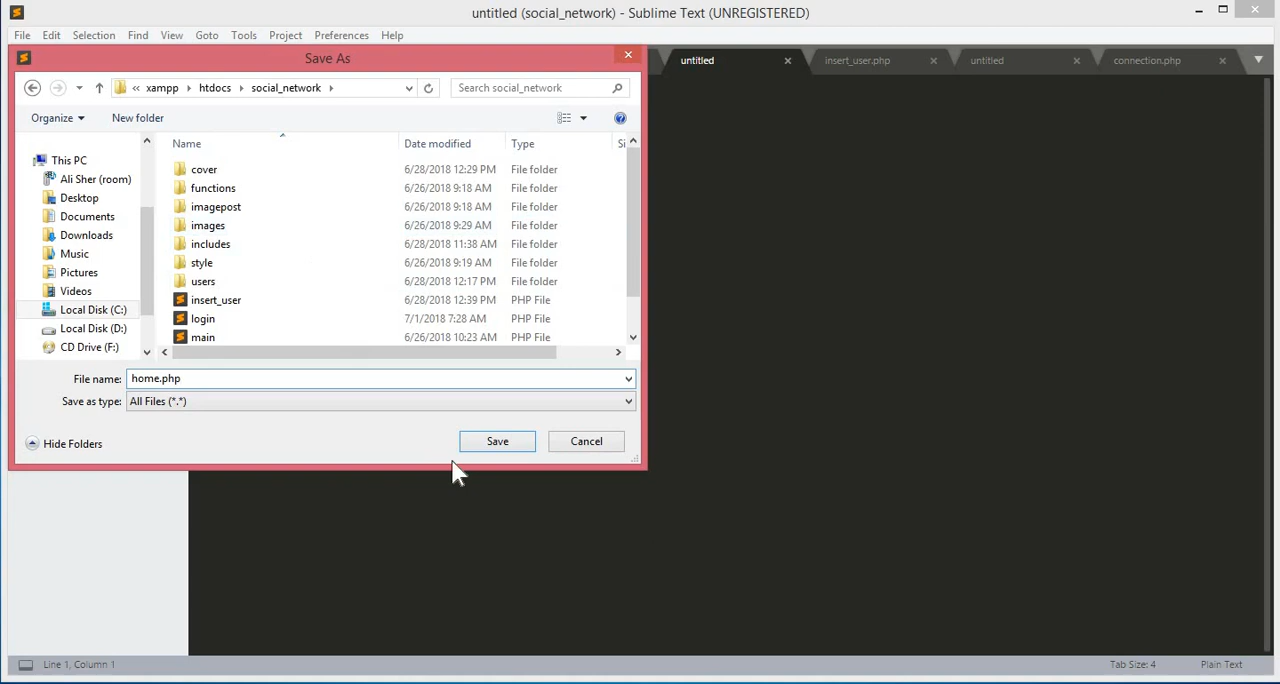 untitled (social_network) - Sublime Text (UNREGISTERED)
File Edit Selection Find View Goto Tools Project Preferences Help
Save As
untitled insert_user.php untitled connection.php
« xampp htdocs social_network Search social_network
Organize New folder
Name Date modified Type Si
This PC
Ali Sher (room)
Desktop
Documents
Downloads
Music
Pictures
Videos
Local Disk (C:)
Local Disk (D:)
CD Drive (F:)
cover 6/28/2018 12:29 PM File folder
functions 6/26/2018 9:18 AM File folder
imagepost 6/26/2018 9:18 AM File folder
images 6/26/2018 9:29 AM File folder
includes 6/28/2018 11:38 AM File folder
style 6/26/2018 9:19 AM File folder
users 6/28/2018 12:17 PM File folder
insert_user 6/28/2018 12:39 PM PHP File
login 7/1/2018 7:28 AM PHP File
main 6/26/2018 10:23 AM PHP File
File name: home.php
Save as type: All Files (*.*)
Hide Folders Save Cancel
Line 1, Column 1 Tab Size: 4 Plain Text